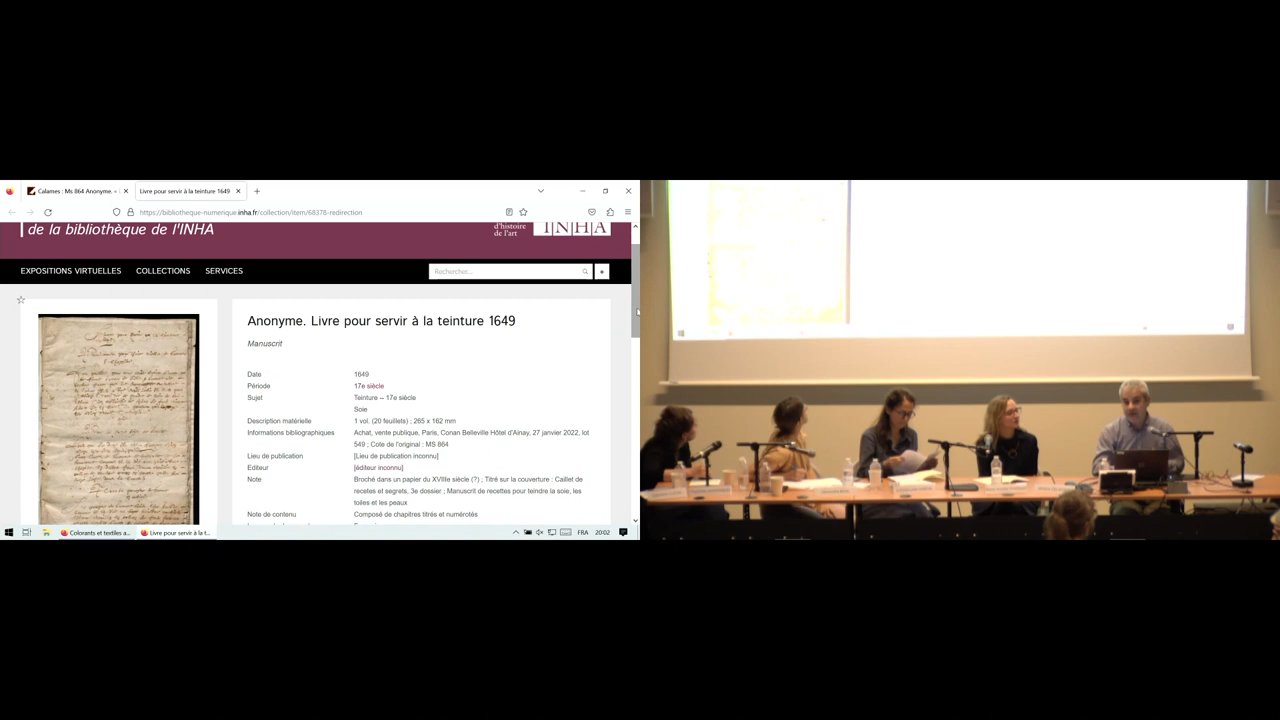 Calames : Ms 864 Anonyme. «
Livre pour servir à la teinture 1649
https://bibliotheque-numerique.inha.fr/collection/item/68378-redirection
de la bibliothèque de l'INHA
d'histoire
de l'art
INHA
EXPOSITIONS VIRTUELLES COLLECTIONS SERVICES
Rechercher...
Anonyme. Livre pour servir à la teinture 1649
Manuscrit
Date 1649
Période 17e siècle
Sujet Teinture -- 17e siècle
Soie
Description matérielle 1 vol. (20 feuillets) ; 265 x 162 mm
Informations bibliographiques Achat, vente publique, Paris, Conan Belleville Hôtel d'Ainay, 27 janvier 2022, lot
549 ; Cote de l'original : MS 864
Lieu de publication [Lieu de publication inconnu]
Editeur [éditeur inconnu]
Note Broché dans un papier du XVIIIe siècle (?) ; Titré sur la couverture : Caillet de
recettes et segrets, 3e dossier ; Manuscrit de recettes pour teindre la soie, les
toiles et les peaux
Note de contenu Composé de chapitres titrés et numérotés
Colorants et textiles a...
Livre pour servir à la t...
FRA 20:02